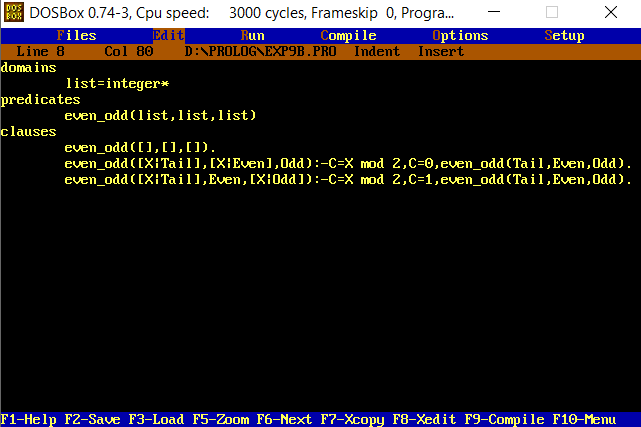 DOS BOX DOSBox 0.74-3, Cpu speed: 3000 cycles, Frameskip 0, Progra...
Files Edit Run Compile Options Setup
Line 8 Col 80 D:\PROLOG\EXP9B.PRO Indent Insert
domains
list=integer*
predicates
even_odd(list,list,list)
clauses
even_odd([],[],[]).
even_odd([X¦Tail],[X¦Even],Odd):-C=X mod 2,C=0,even_odd(Tail,Even,Odd).
even_odd([X¦Tail],Even,[X¦Odd]):-C=X mod 2,C=1,even_odd(Tail,Even,Odd).
F1-Help F2-Save F3-Load F5-Zoom F6-Next F7-Xcopy F8-Xedit F9-Compile F10-Menu